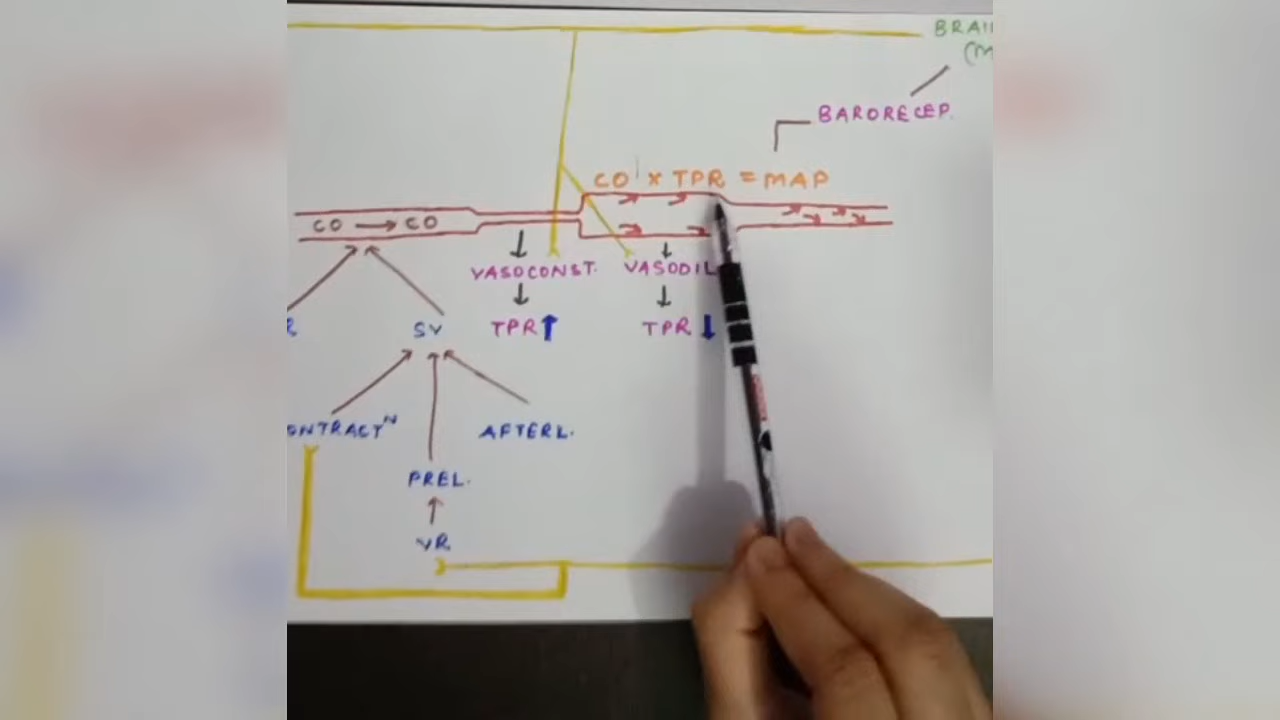 BRAI
(M
BARORECEP.
CO × TPR = MAP
CO → CO
VASOCONST. VASODIL
R SV TPR↑ TPR↓
ONTRACTᴺ AFTERL.
PREL.
VR